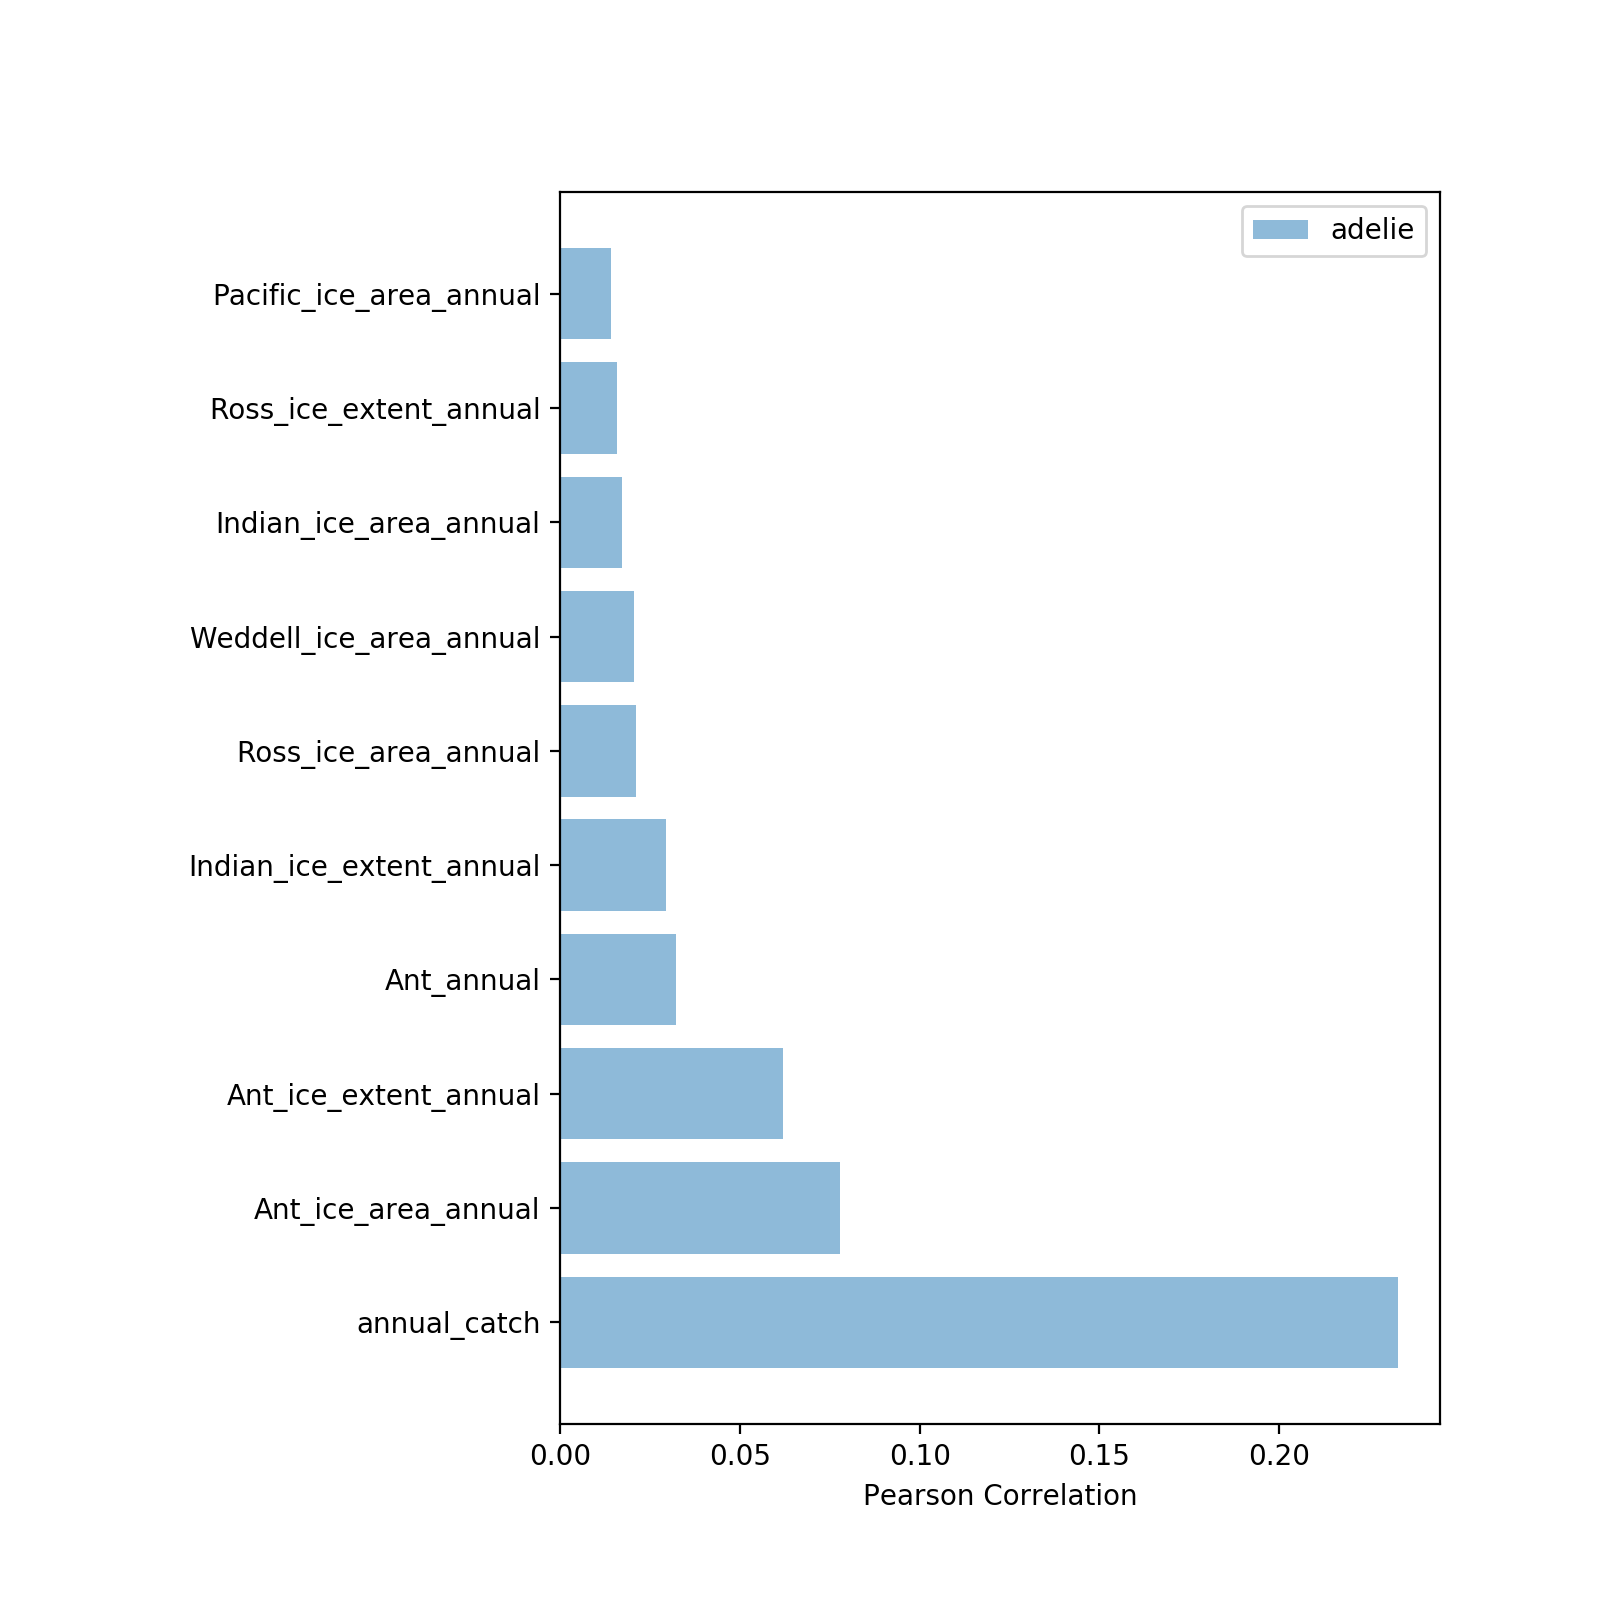 adelie
Pacific_ice_area_annual
Ross_ice_extent_annual
Indian_ice_area_annual
Weddell_ice_area_annual
Ross_ice_area_annual
Indian_ice_extent_annual
Ant_annual
Ant_ice_extent_annual
Ant_ice_area_annual
annual_catch
0.00 0.05 0.10 0.15 0.20
Pearson Correlation